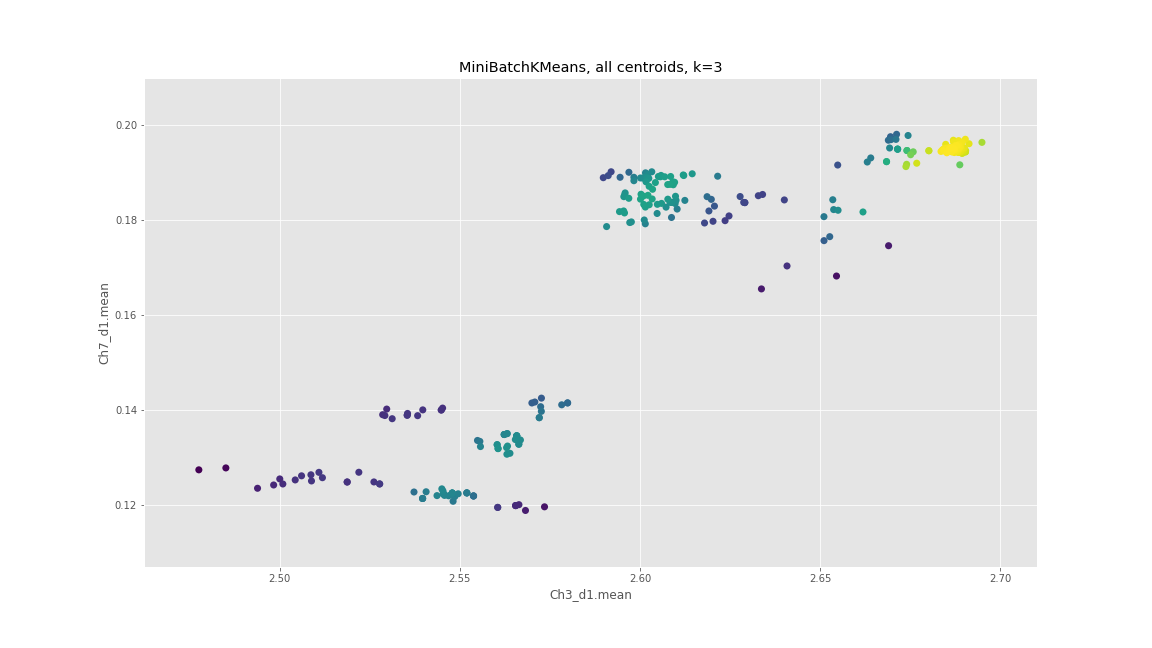 MiniBatchKMeans, all centroids, k=3
0.20
0.18
0.16
0.14
0.12
Ch7_d1.mean
2.50 2.55 2.60 2.65 2.70
Ch3_d1.mean